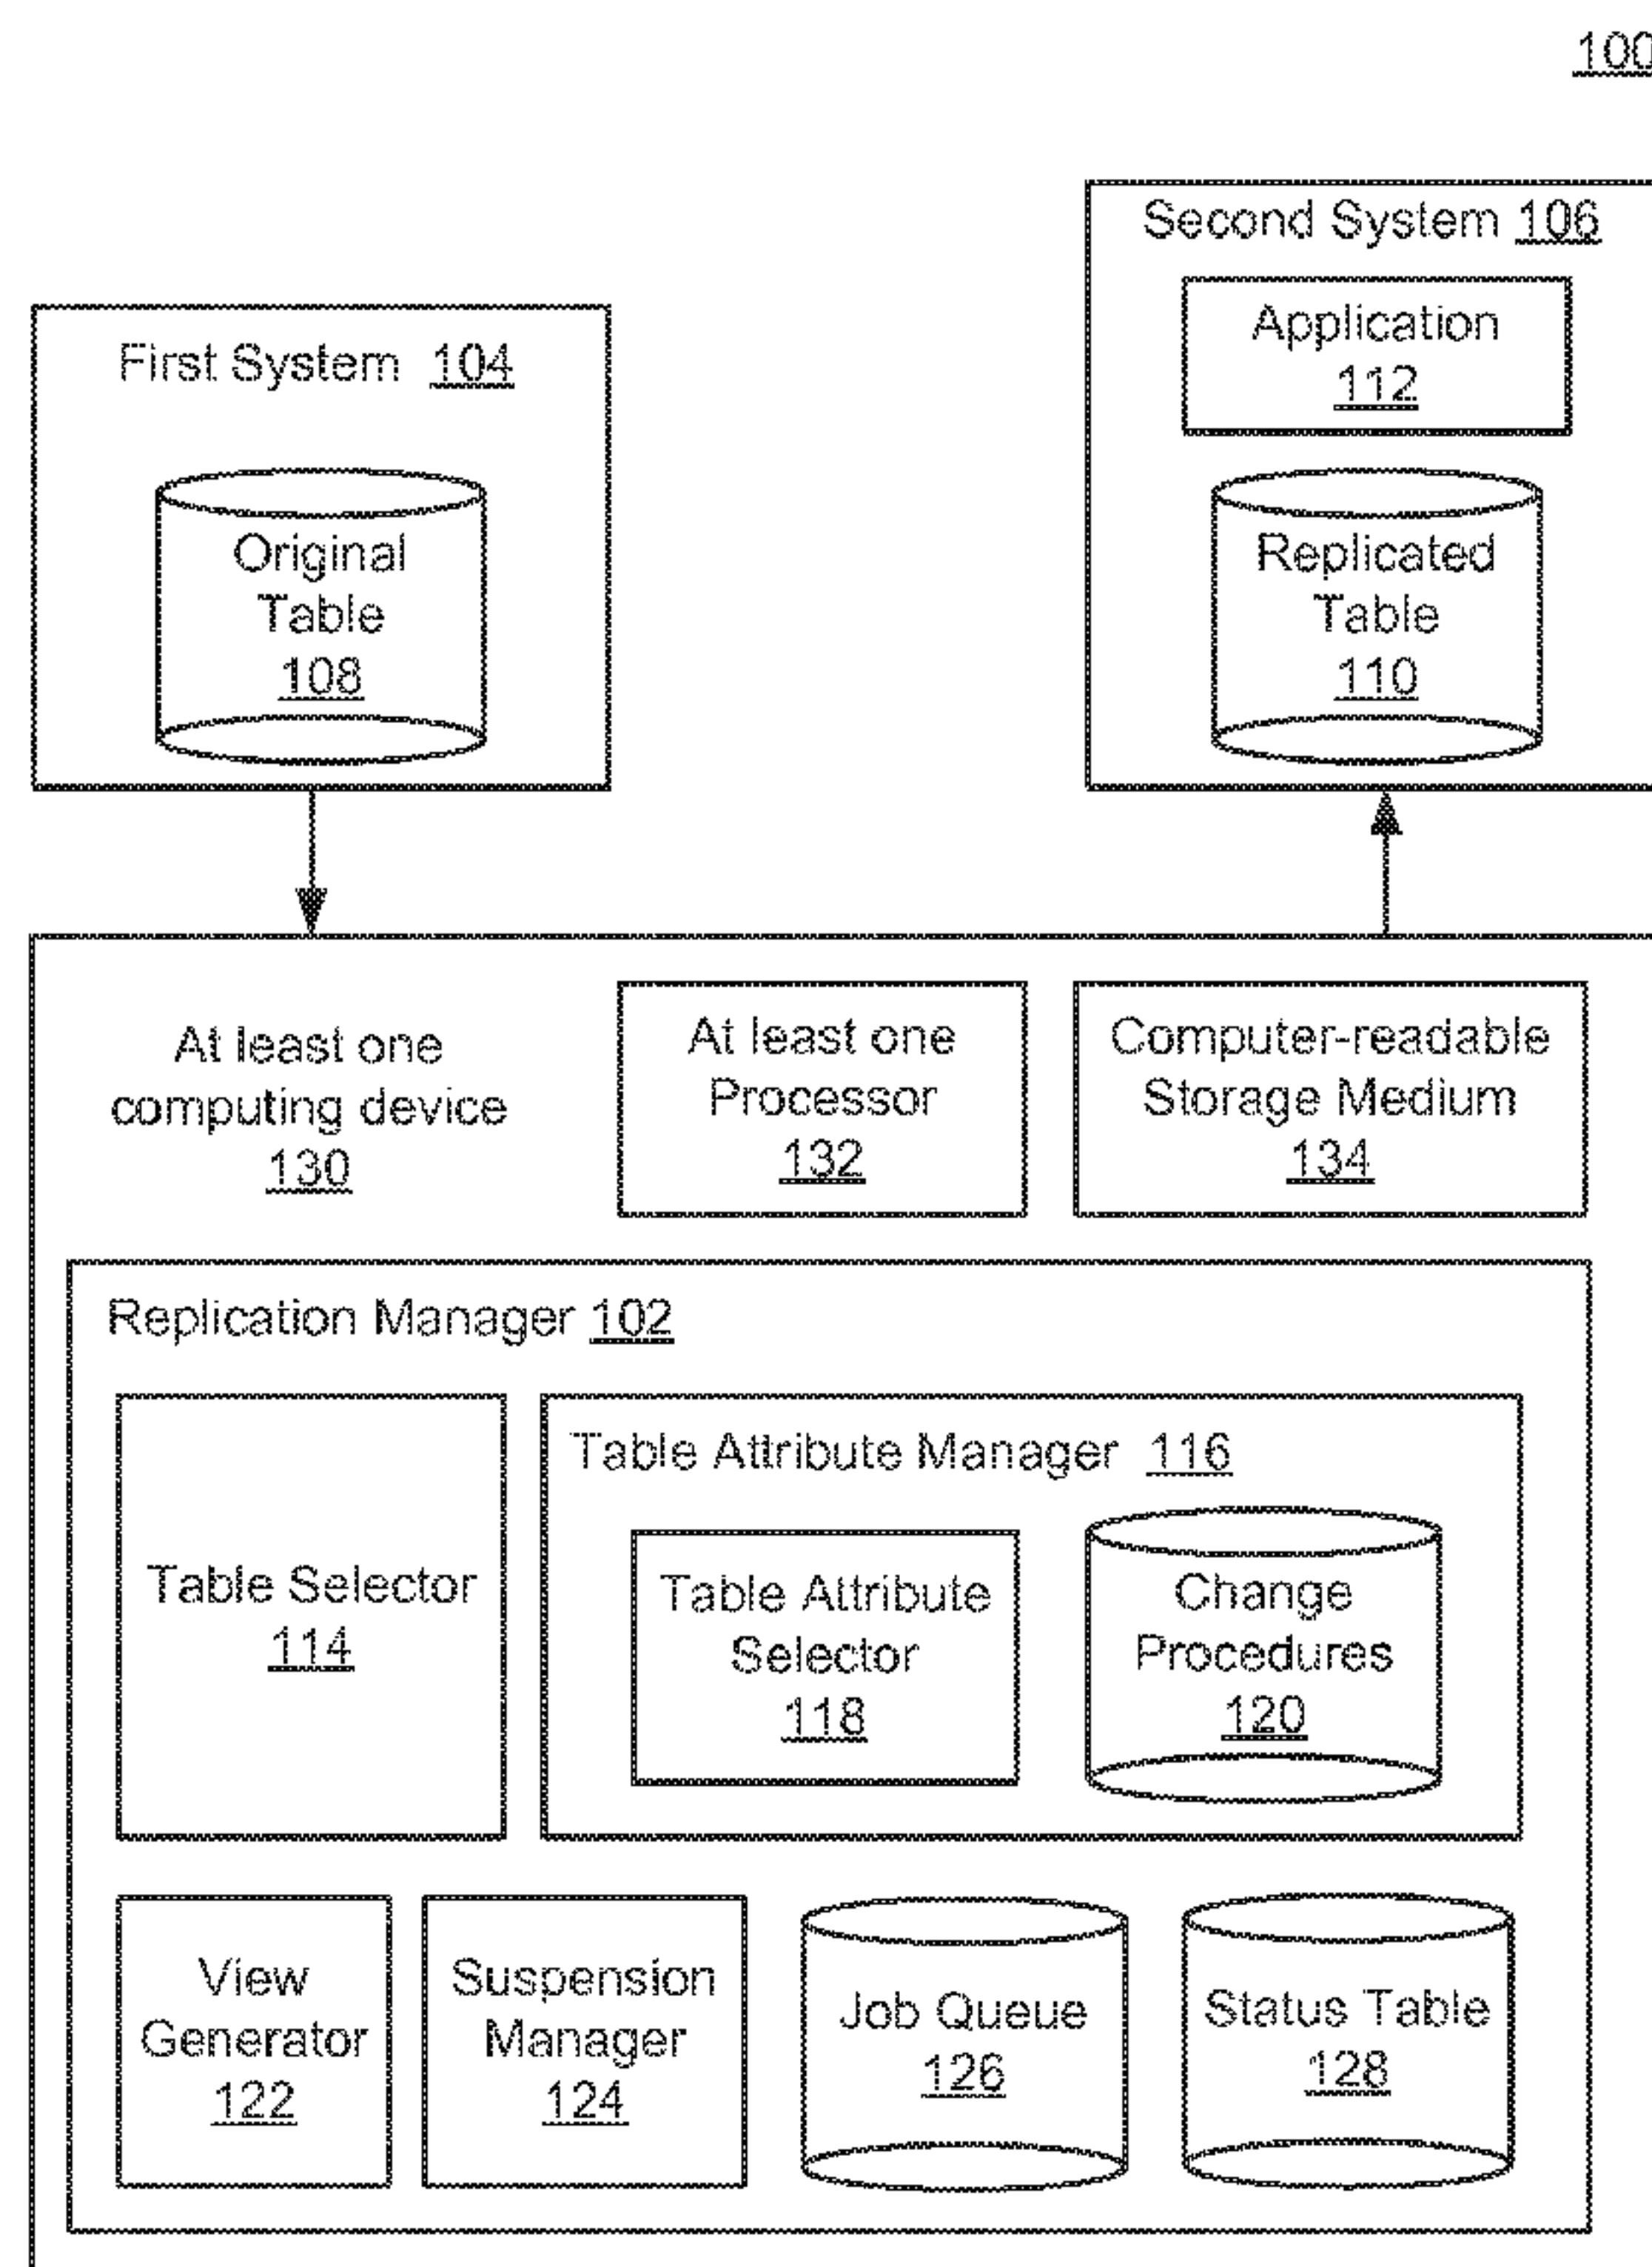 100
Second System 106
Application
112
First System 104
Original
Table
108
Replicated
Table
110
At least one
computing device
130
At least one
Processor
132
Computer-readable
Storage Medium
134
Replication Manager 102
Table Selector
114
Table Attribute Manager 116
Table Attribute
Selector
118
Change
Procedures
120
View
Generator
122
Suspension
Manager
124
Job Queue
126
Status Table
128